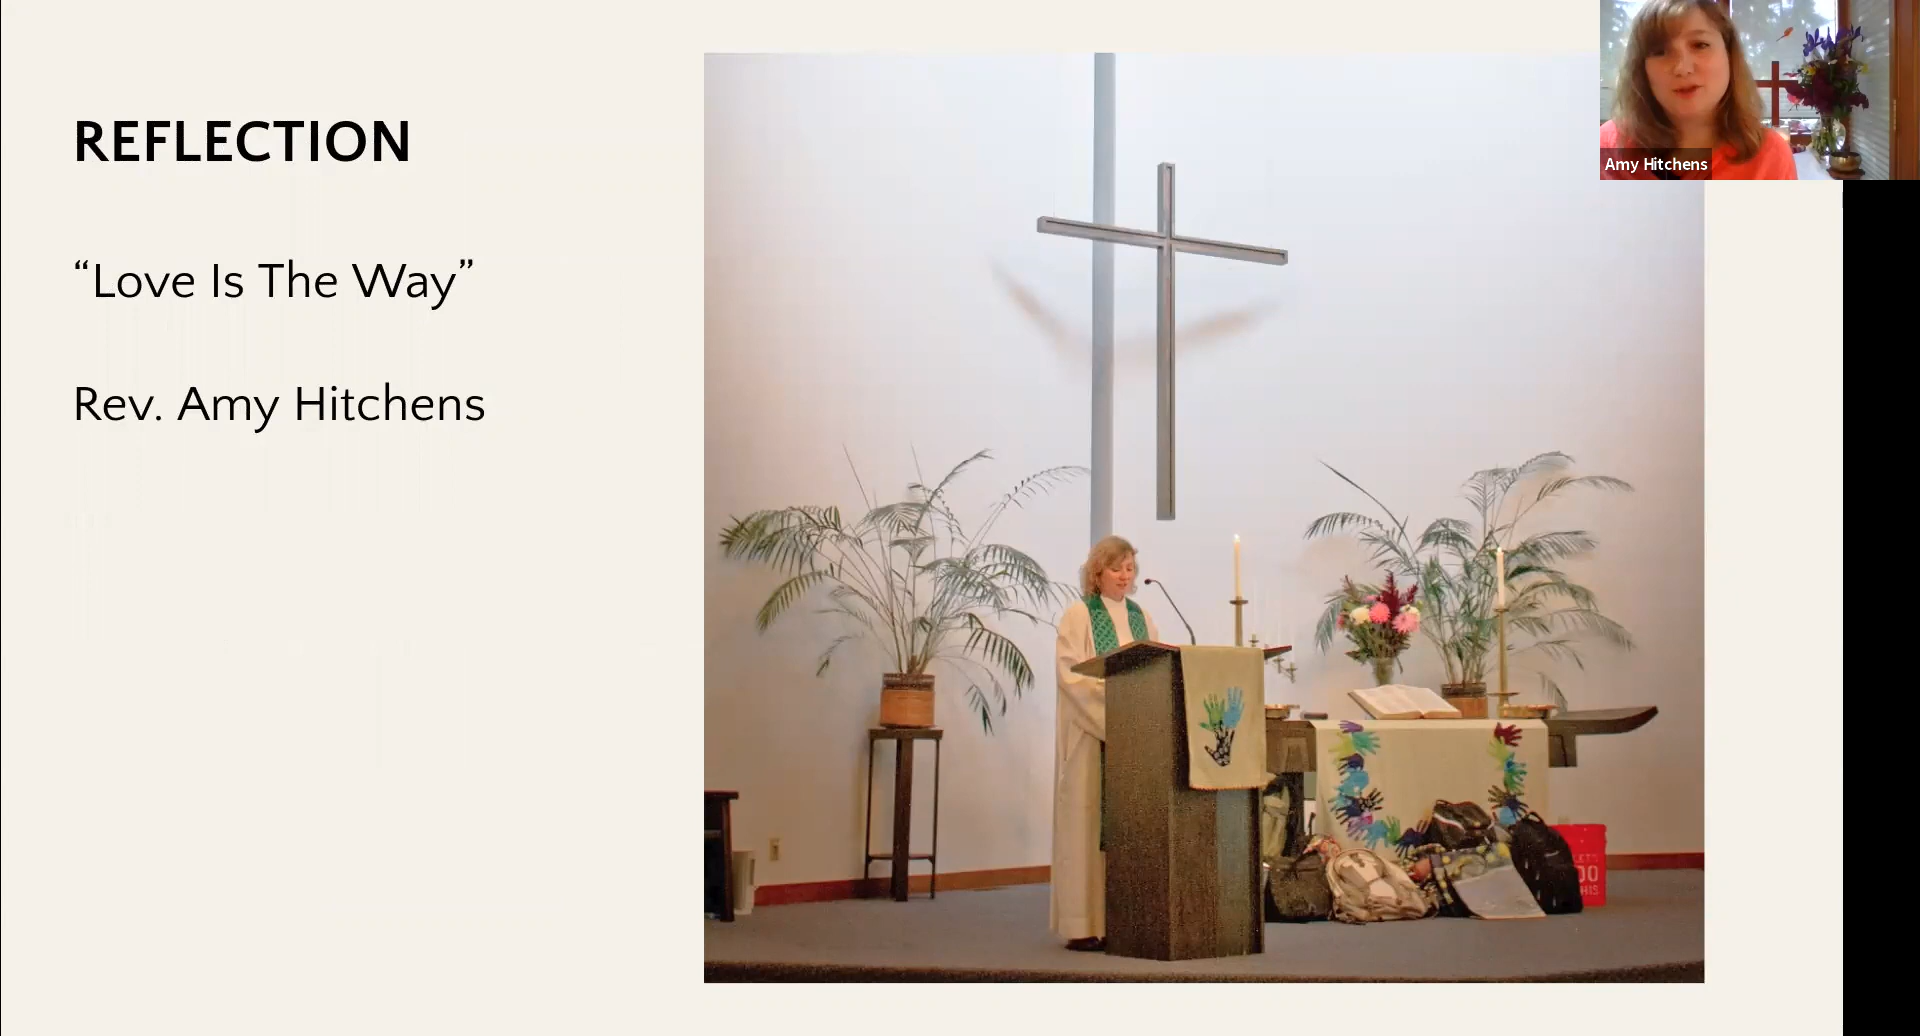 REFLECTION
“Love Is The Way”
Rev. Amy Hitchens
Amy Hitchens